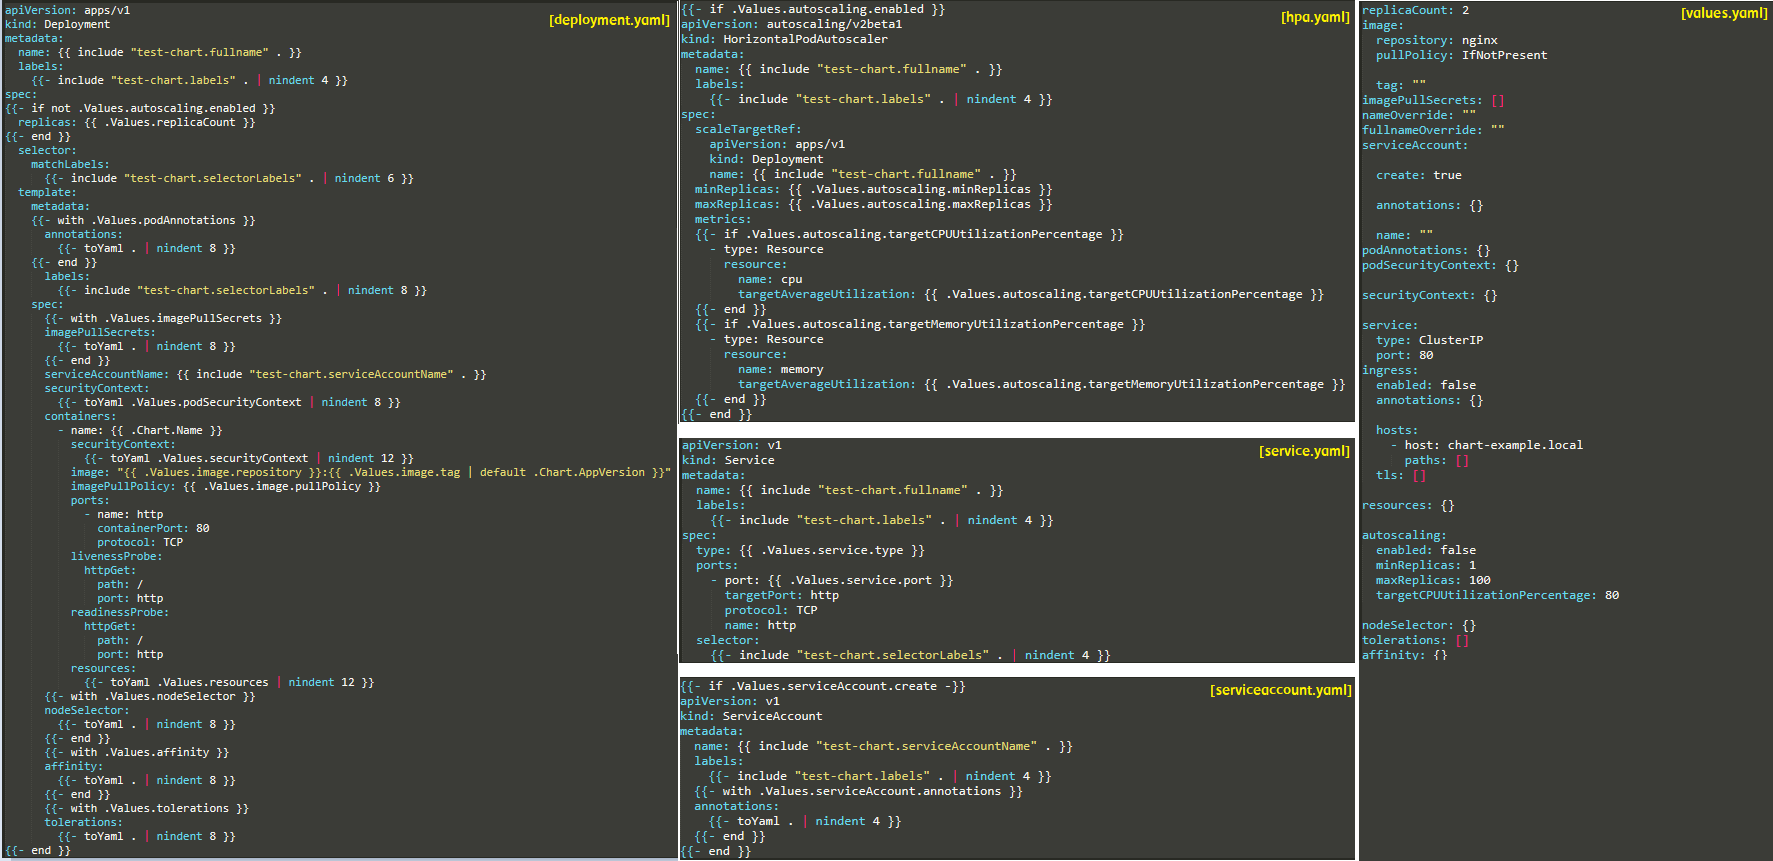 apiVersion: apps/v1
[deployment.yaml]
kind: Deployment
metadata:
  name: {{ include "test-chart.fullname" . }}
  labels:
    {{- include "test-chart.labels" . | nindent 4 }}
spec:
{{- if not .Values.autoscaling.enabled }}
  replicas: {{ .Values.replicaCount }}
{{- end }}
  selector:
    matchLabels:
      {{- include "test-chart.selectorLabels" . | nindent 6 }}
  template:
    metadata:
    {{- with .Values.podAnnotations }}
      annotations:
        {{- toYaml . | nindent 8 }}
    {{- end }}
      labels:
        {{- include "test-chart.selectorLabels" . | nindent 8 }}
    spec:
      {{- with .Values.imagePullSecrets }}
      imagePullSecrets:
        {{- toYaml . | nindent 8 }}
      {{- end }}
      serviceAccountName: {{ include "test-chart.serviceAccountName" . }}
      securityContext:
        {{- toYaml .Values.podSecurityContext | nindent 8 }}
      containers:
        - name: {{ .Chart.Name }}
          securityContext:
            {{- toYaml .Values.securityContext | nindent 12 }}
          image: "{{ .Values.image.repository }}:{{ .Values.image.tag | default .Chart.AppVersion }}"
          imagePullPolicy: {{ .Values.image.pullPolicy }}
          ports:
            - name: http
              containerPort: 80
              protocol: TCP
          livenessProbe:
            httpGet:
              path: /
              port: http
          readinessProbe:
            httpGet:
              path: /
              port: http
          resources:
            {{- toYaml .Values.resources | nindent 12 }}
      {{- with .Values.nodeSelector }}
      nodeSelector:
        {{- toYaml . | nindent 8 }}
      {{- end }}
      {{- with .Values.affinity }}
      affinity:
        {{- toYaml . | nindent 8 }}
      {{- end }}
      {{- with .Values.tolerations }}
      tolerations:
        {{- toYaml . | nindent 8 }}
{{- end }}
{{- if .Values.autoscaling.enabled }}
[hpa.yaml]
apiVersion: autoscaling/v2beta1
kind: HorizontalPodAutoscaler
metadata:
  name: {{ include "test-chart.fullname" . }}
  labels:
    {{- include "test-chart.labels" . | nindent 4 }}
spec:
  scaleTargetRef:
    apiVersion: apps/v1
    kind: Deployment
    name: {{ include "test-chart.fullname" . }}
  minReplicas: {{ .Values.autoscaling.minReplicas }}
  maxReplicas: {{ .Values.autoscaling.maxReplicas }}
  metrics:
  {{- if .Values.autoscaling.targetCPUUtilizationPercentage }}
    - type: Resource
      resource:
        name: cpu
        targetAverageUtilization: {{ .Values.autoscaling.targetCPUUtilizationPercentage }}
  {{- end }}
  {{- if .Values.autoscaling.targetMemoryUtilizationPercentage }}
    - type: Resource
      resource:
        name: memory
        targetAverageUtilization: {{ .Values.autoscaling.targetMemoryUtilizationPercentage }}
  {{- end }}
{{- end }}
apiVersion: v1
[service.yaml]
kind: Service
metadata:
  name: {{ include "test-chart.fullname" . }}
  labels:
    {{- include "test-chart.labels" . | nindent 4 }}
spec:
  type: {{ .Values.service.type }}
  ports:
    - port: {{ .Values.service.port }}
      targetPort: http
      protocol: TCP
      name: http
  selector:
    {{- include "test-chart.selectorLabels" . | nindent 4 }}
{{- if .Values.serviceAccount.create -}}
[serviceaccount.yaml]
apiVersion: v1
kind: ServiceAccount
metadata:
  name: {{ include "test-chart.serviceAccountName" . }}
  labels:
    {{- include "test-chart.labels" . | nindent 4 }}
  {{- with .Values.serviceAccount.annotations }}
  annotations:
    {{- toYaml . | nindent 4 }}
  {{- end }}
{{- end }}
replicaCount: 2
[values.yaml]
image:
  repository: nginx
  pullPolicy: IfNotPresent
  tag: ""
imagePullSecrets: []
nameOverride: ""
fullnameOverride: ""
serviceAccount:
  create: true
  annotations: {}
  name: ""
podAnnotations: {}
podSecurityContext: {}
securityContext: {}
service:
  type: ClusterIP
  port: 80
ingress:
  enabled: false
  annotations: {}
  hosts:
    - host: chart-example.local
      paths: []
  tls: []
resources: {}
autoscaling:
  enabled: false
  minReplicas: 1
  maxReplicas: 100
  targetCPUUtilizationPercentage: 80
nodeSelector: {}
tolerations: []
affinity: {}